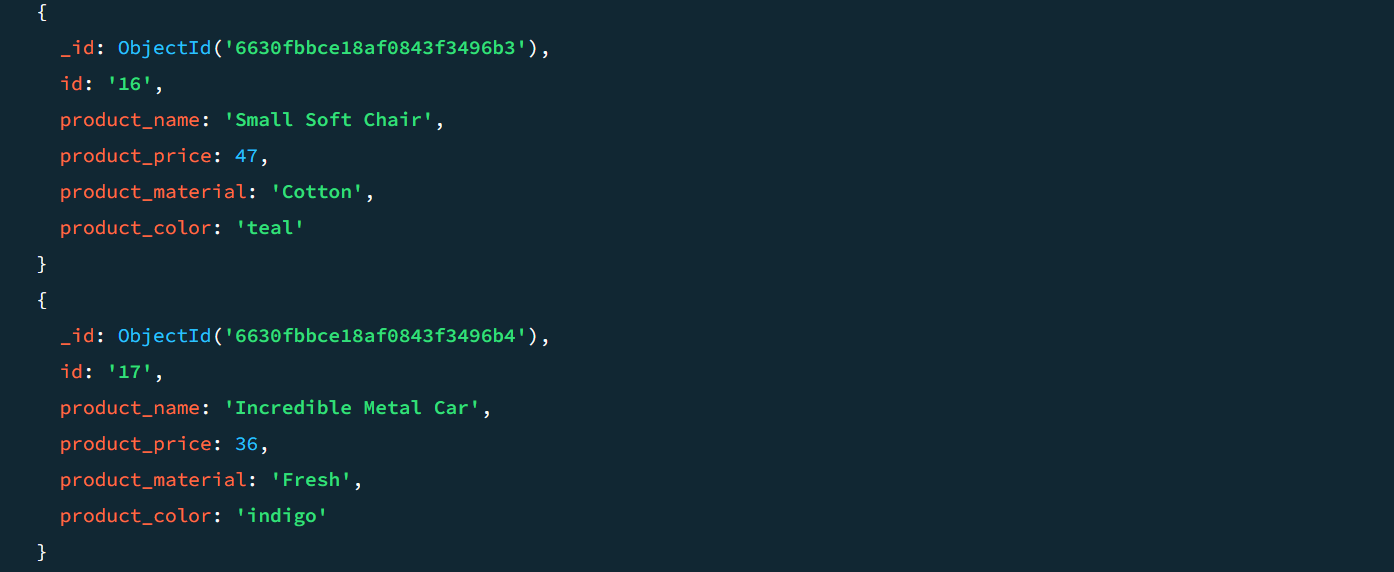 {
_id: ObjectId('6630fbbce18af0843f3496b3'),
id: '16',
product_name: 'Small Soft Chair',
product_price: 47,
product_material: 'Cotton',
product_color: 'teal'
}
{
_id: ObjectId('6630fbbce18af0843f3496b4'),
id: '17',
product_name: 'Incredible Metal Car',
product_price: 36,
product_material: 'Fresh',
product_color: 'indigo'
}